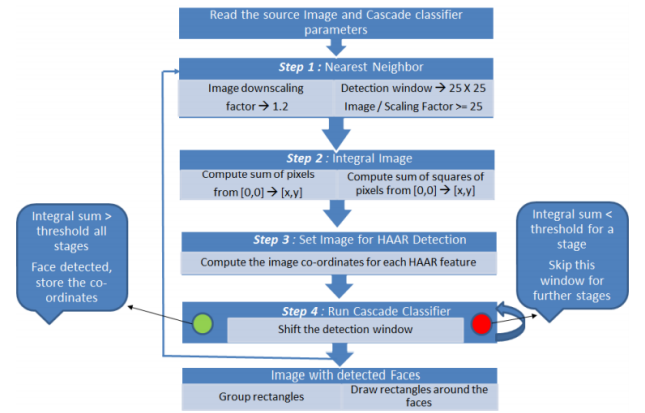 Read the source Image and Cascade classifier
parameters
Step 1 : Nearest Neighbor
Image downscaling
factor → 1.2
Detection window → 25 X 25
Image / Scaling Factor >= 25
Step 2 : Integral Image
Compute sum of pixels
from [0,0] → [x,y]
Compute sum of squares of
pixels from [0,0] → [x,y]
Integral sum >
threshold all
stages
Face detected,
store the co-
ordinates
Integral sum <
threshold for a
stage
Skip this
window for
further stages
Step 3 : Set Image for HAAR Detection
Compute the image co-ordinates for each HAAR feature
Step 4 : Run Cascade Classifier
Shift the detection window
Image with detected Faces
Group rectangles
Draw rectangles around the
faces